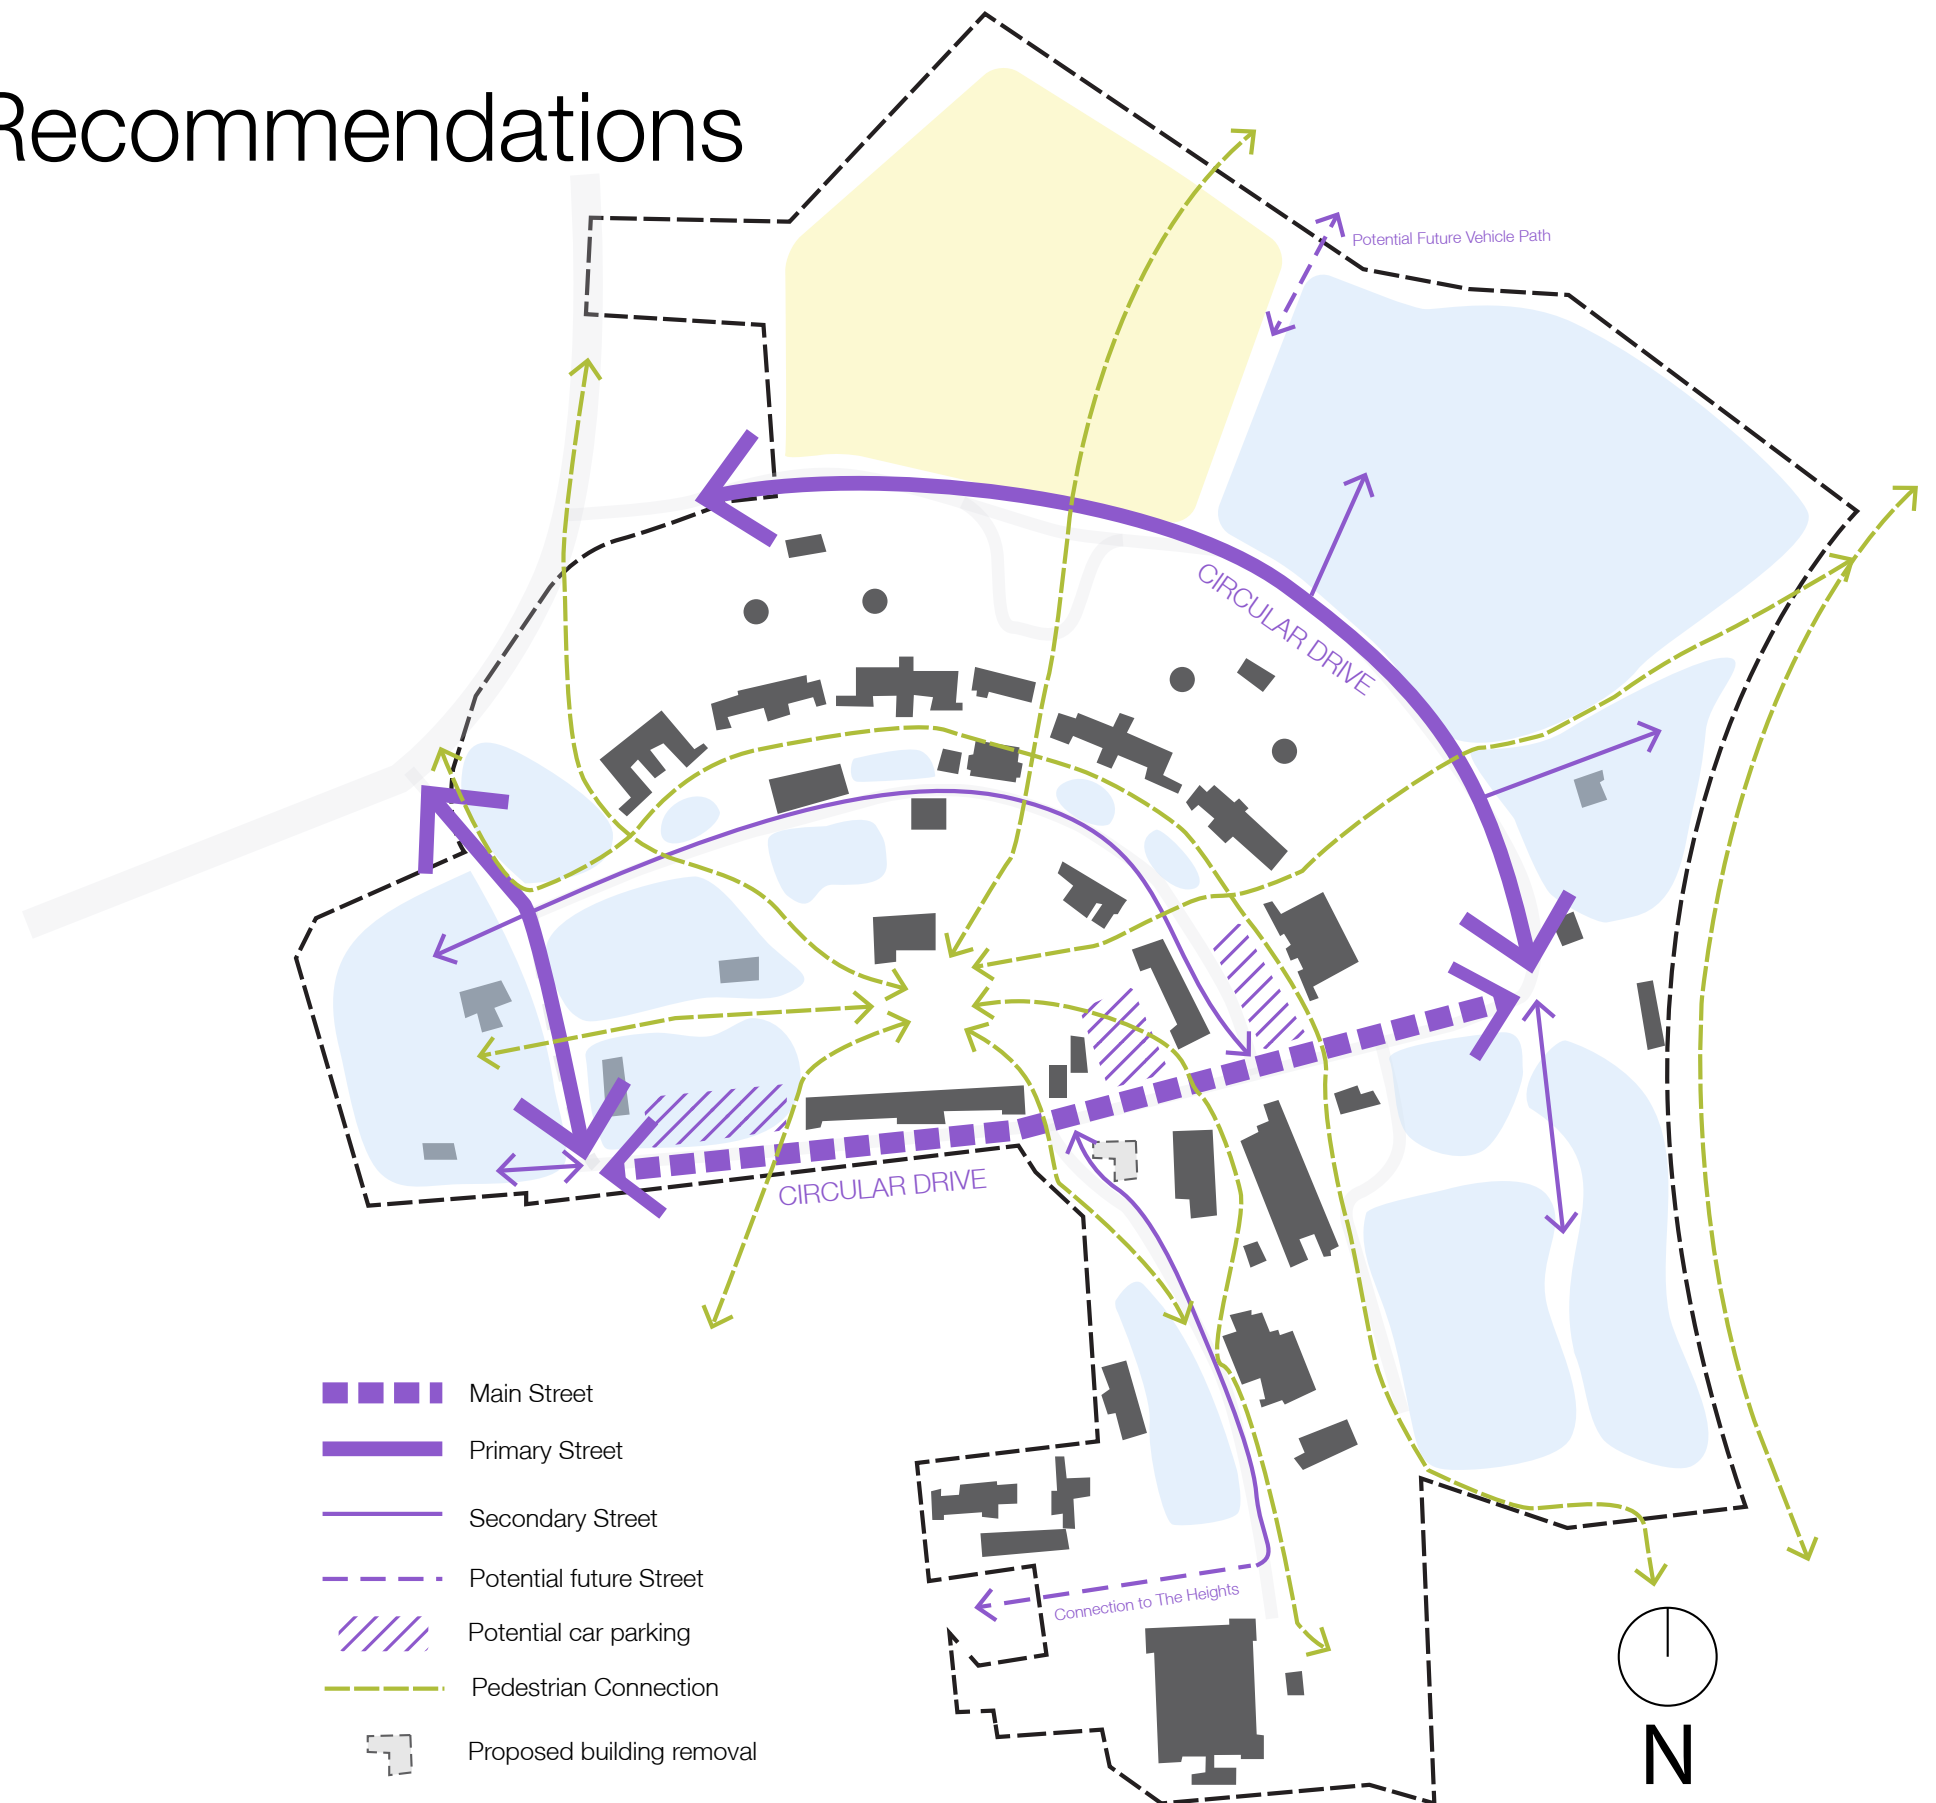 Recommendations
Potential Future Vehicle Path
CIRCULAR DRIVE
CIRCULAR DRIVE
Main Street
Primary Street
Secondary Street
Potential future Street
Potential car parking
Pedestrian Connection
Proposed building removal
Connection to The Heights
N